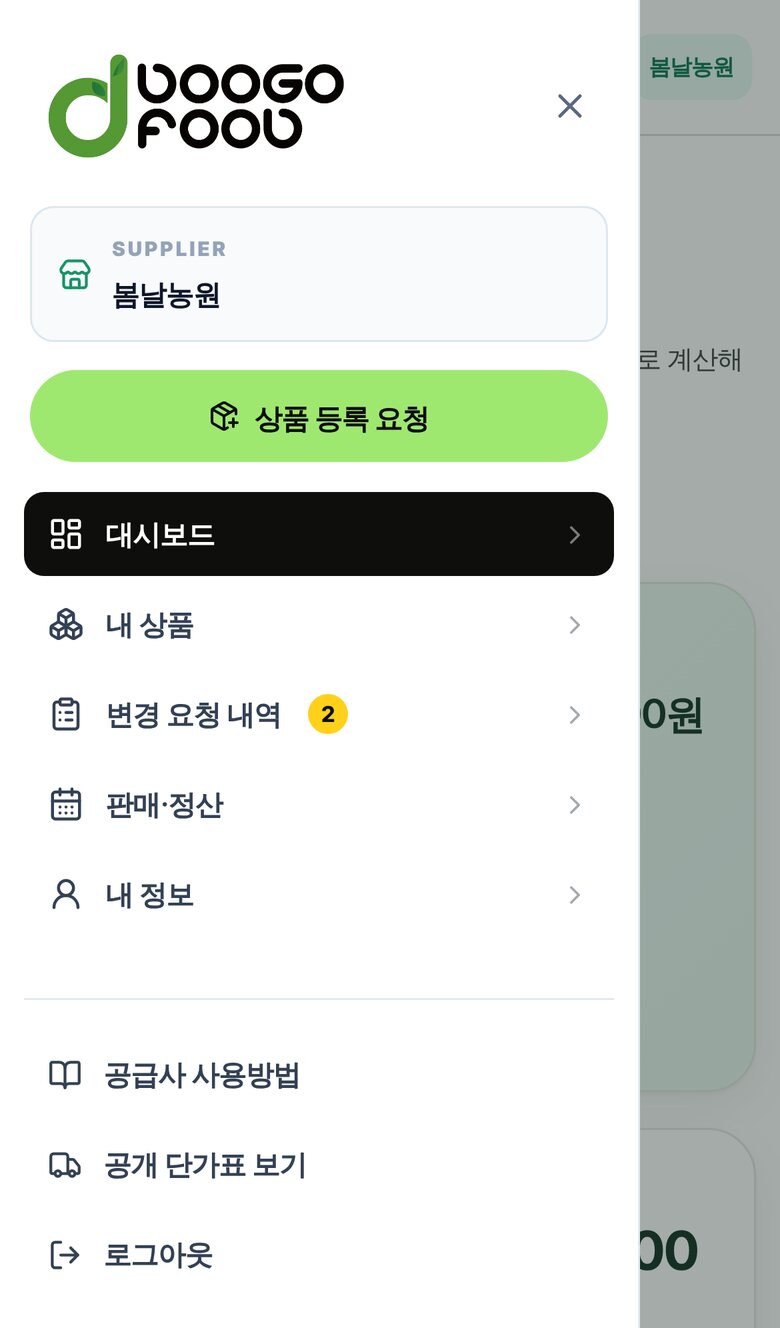 DOOGO
FOOD
봄날농원
SUPPLIER
봄날농원
상품 등록 요청
대시보드
내 상품
변경 요청 내역 2
판매·정산
내 정보
공급사 사용방법
공개 단가표 보기
로그아웃
로 계산해
0원
00